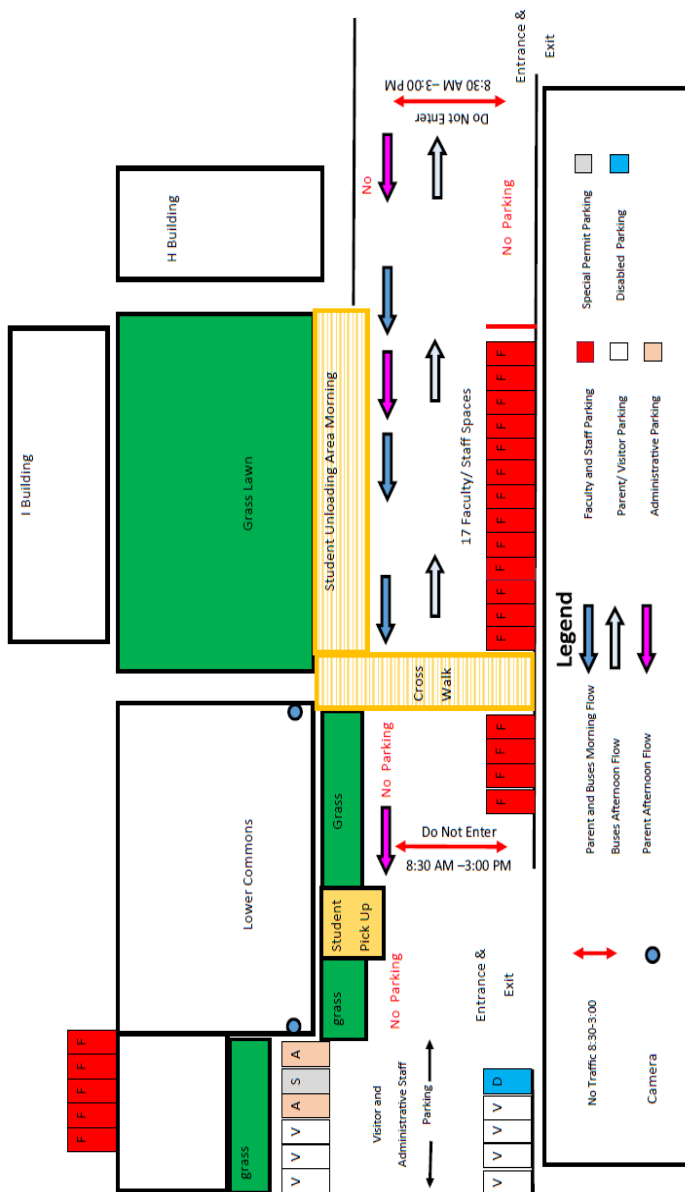 I Building
F F F F F
Lower Commons
Grass Lawn
H Building
grass
V V V A S A
grass
Student
Pick Up
Grass
Student Unloading Area Morning
No Parking
No Parking
No
Visitor and
Administrative Staff
Parking
Do Not Enter
8:30 AM –3:00 PM
Cross
Walk
Do Not Enter
8:30 AM –3:00 PM
17 Faculty/ Staff Spaces
Entrance &
Exit
No Parking
Entrance &
Exit
V V V V D
F F F F
F F F F F F F F F F F F F
Legend
No Traffic 8:30-3:00
Camera
Parent and Buses Morning Flow
Buses Afternoon Flow
Parent Afternoon Flow
Faculty and Staff Parking
Parent/ Visitor Parking
Administrative Parking
Special Permit Parking
Disabled Parking